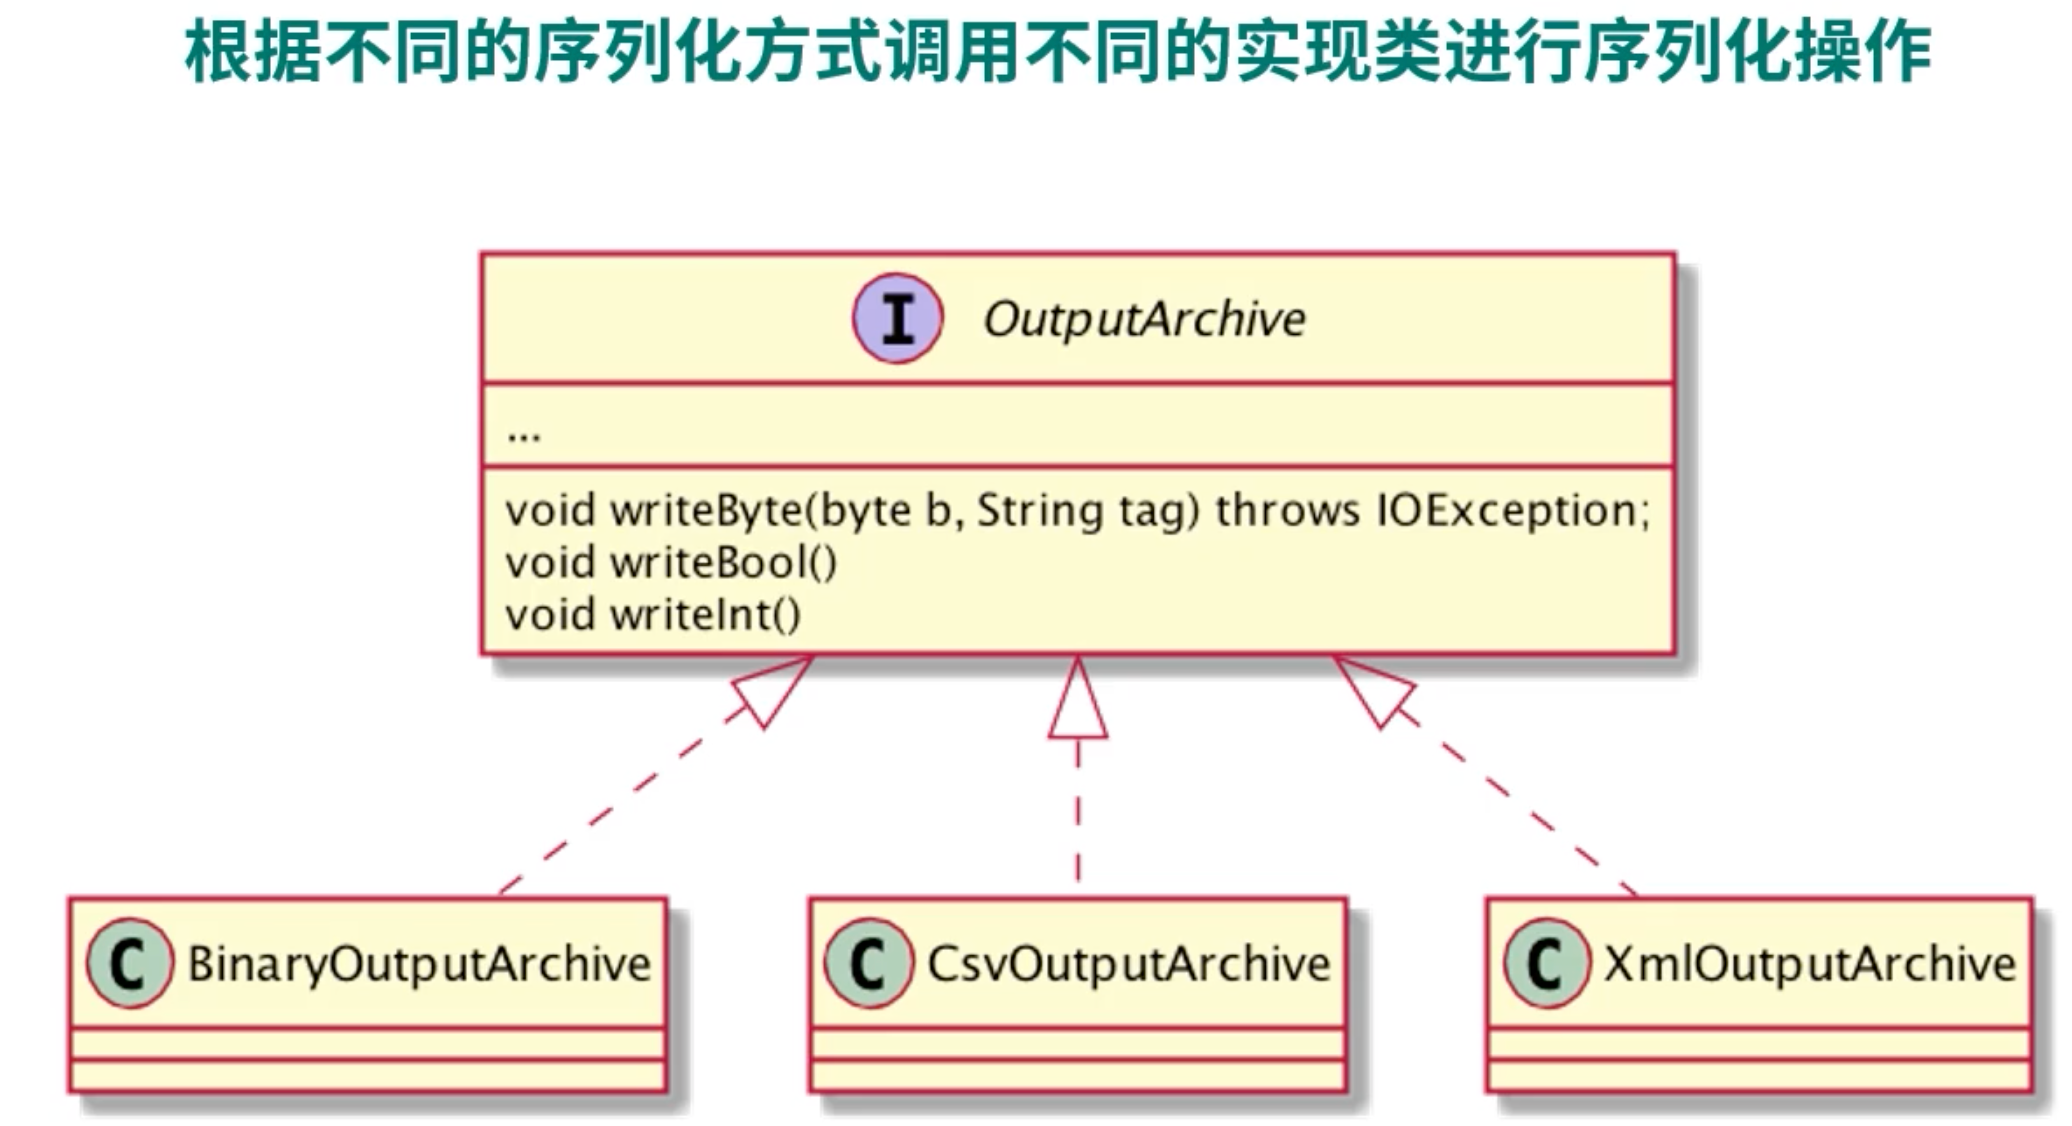 根据不同的序列化方式调用不同的实现类进行序列化操作
I OutputArchive
...
void writeByte(byte b, String tag) throws IOException;
void writeBool()
void writeInt()
C BinaryOutputArchive
C CsvOutputArchive
C XmlOutputArchive